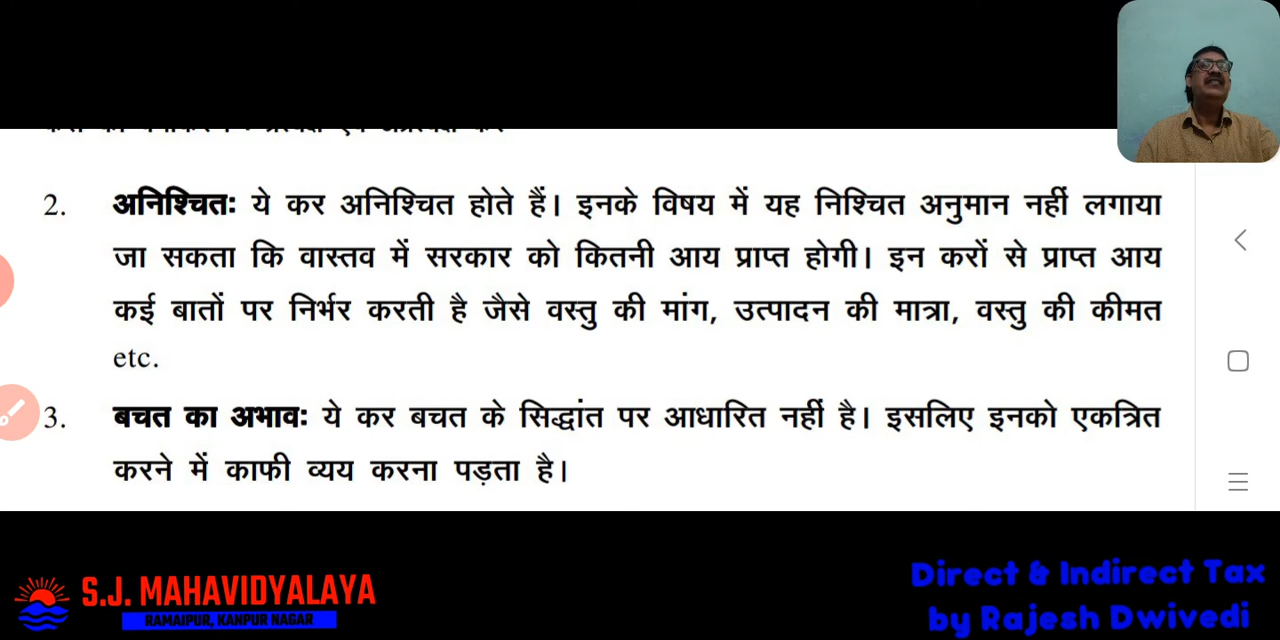 2. अनिश्चितः ये कर अनिश्चित होते हैं। इनके विषय में यह निश्चित अनुमान नहीं लगाया
जा सकता कि वास्तव में सरकार को कितनी आय प्राप्त होगी। इन करों से प्राप्त आय
कई बातों पर निर्भर करती है जैसे वस्तु की मांग, उत्पादन की मात्रा, वस्तु की कीमत
etc.
3. बचत का अभावः ये कर बचत के सिद्धांत पर आधारित नहीं है। इसलिए इनको एकत्रित
करने में काफी व्यय करना पड़ता है।
S.J. MAHAVIDYALAYA
RAMAIPUR, KANPUR NAGAR
Direct & Indirect Tax
by Rajesh Dwivedi